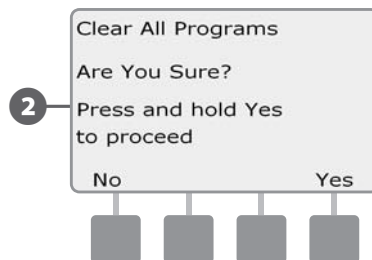 Clear All Programs
Are You Sure?
2
Press and hold Yes
to proceed
No Yes